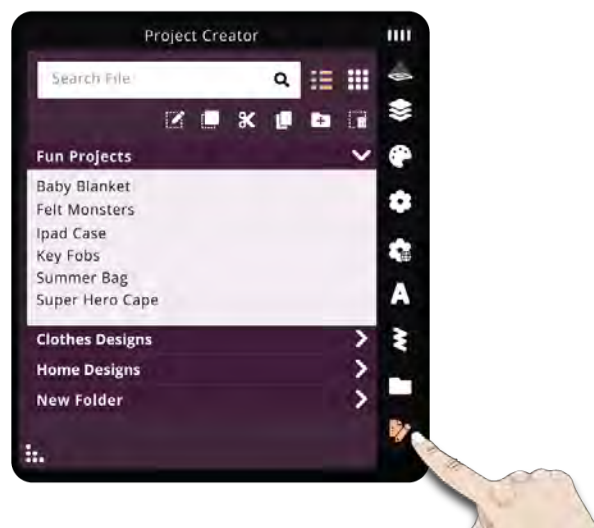 Project Creator
Search File
Fun Projects
Baby Blanket
Felt Monsters
Ipad Case
Key Fobs
Summer Bag
Super Hero Cape
Clothes Designs
Home Designs
New Folder
A